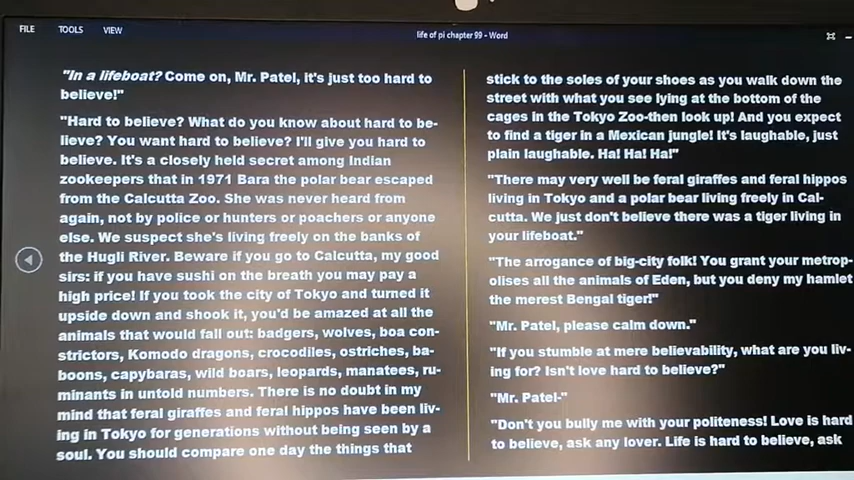 FILE TOOLS VIEW
life of pi chapter 99 - Word
"In a lifeboat? Come on, Mr. Patel, it's just too hard to
believe!"
"Hard to believe? What do you know about hard to be-
lieve? You want hard to believe? I'll give you hard to
believe. It's a closely held secret among Indian
zookeepers that in 1971 Bara the polar bear escaped
from the Calcutta Zoo. She was never heard from
again, not by police or hunters or poachers or anyone
else. We suspect she's living freely on the banks of
the Hugli River. Beware if you go to Calcutta, my good
sirs: if you have sushi on the breath you may pay a
high price! If you took the city of Tokyo and turned it
upside down and shook it, you'd be amazed at all the
animals that would fall out: badgers, wolves, boa con-
strictors, Komodo dragons, crocodiles, ostriches, ba-
boons, capybaras, wild boars, leopards, manatees, ru-
minants in untold numbers. There is no doubt in my
mind that feral giraffes and feral hippos have been liv-
ing in Tokyo for generations without being seen by a
soul. You should compare one day the things that
stick to the soles of your shoes as you walk down the
street with what you see lying at the bottom of the
cages in the Tokyo Zoo-then look up! And you expect
to find a tiger in a Mexican jungle! It's laughable, just
plain laughable. Ha! Ha! Ha!"
"There may very well be feral giraffes and feral hippos
living in Tokyo and a polar bear living freely in Cal-
cutta. We just don't believe there was a tiger living in
your lifeboat."
"The arrogance of big-city folk! You grant your metrop-
olises all the animals of Eden, but you deny my hamlet
the merest Bengal tiger!"
"Mr. Patel, please calm down."
"If you stumble at mere believability, what are you liv-
ing for? Isn't love hard to believe?"
"Mr. Patel-"
"Don't you bully me with your politeness! Love is hard
to believe, ask any lover. Life is hard to believe, ask